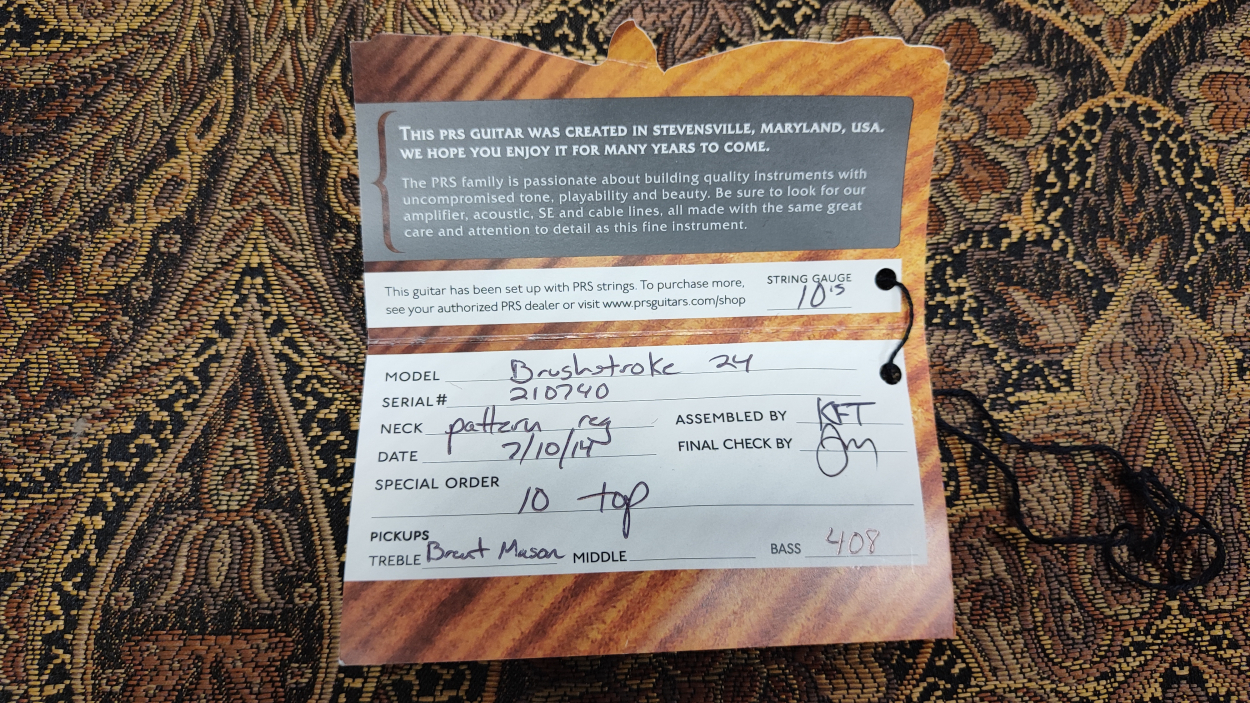 THIS PRS GUITAR WAS CREATED IN STEVENSVILLE, MARYLAND, USA.
WE HOPE YOU ENJOY IT FOR MANY YEARS TO COME.
The PRS family is passionate about building quality instruments with
uncompromised tone, playability and beauty. Be sure to look for our
amplifier, acoustic, SE and cable lines, all made with the same great
care and attention to detail as this fine instrument.
This guitar has been set up with PRS strings. To purchase more,
see your authorized PRS dealer or visit www.prsguitars.com/shop
STRING GAUGE 10's
MODEL Brushstroke 24
SERIAL# 210740
NECK pattern reg
ASSEMBLED BY KFT
DATE 7/10/14
FINAL CHECK BY
SPECIAL ORDER
10 top
PICKUPS
TREBLE Brent Mason MIDDLE BASS 408